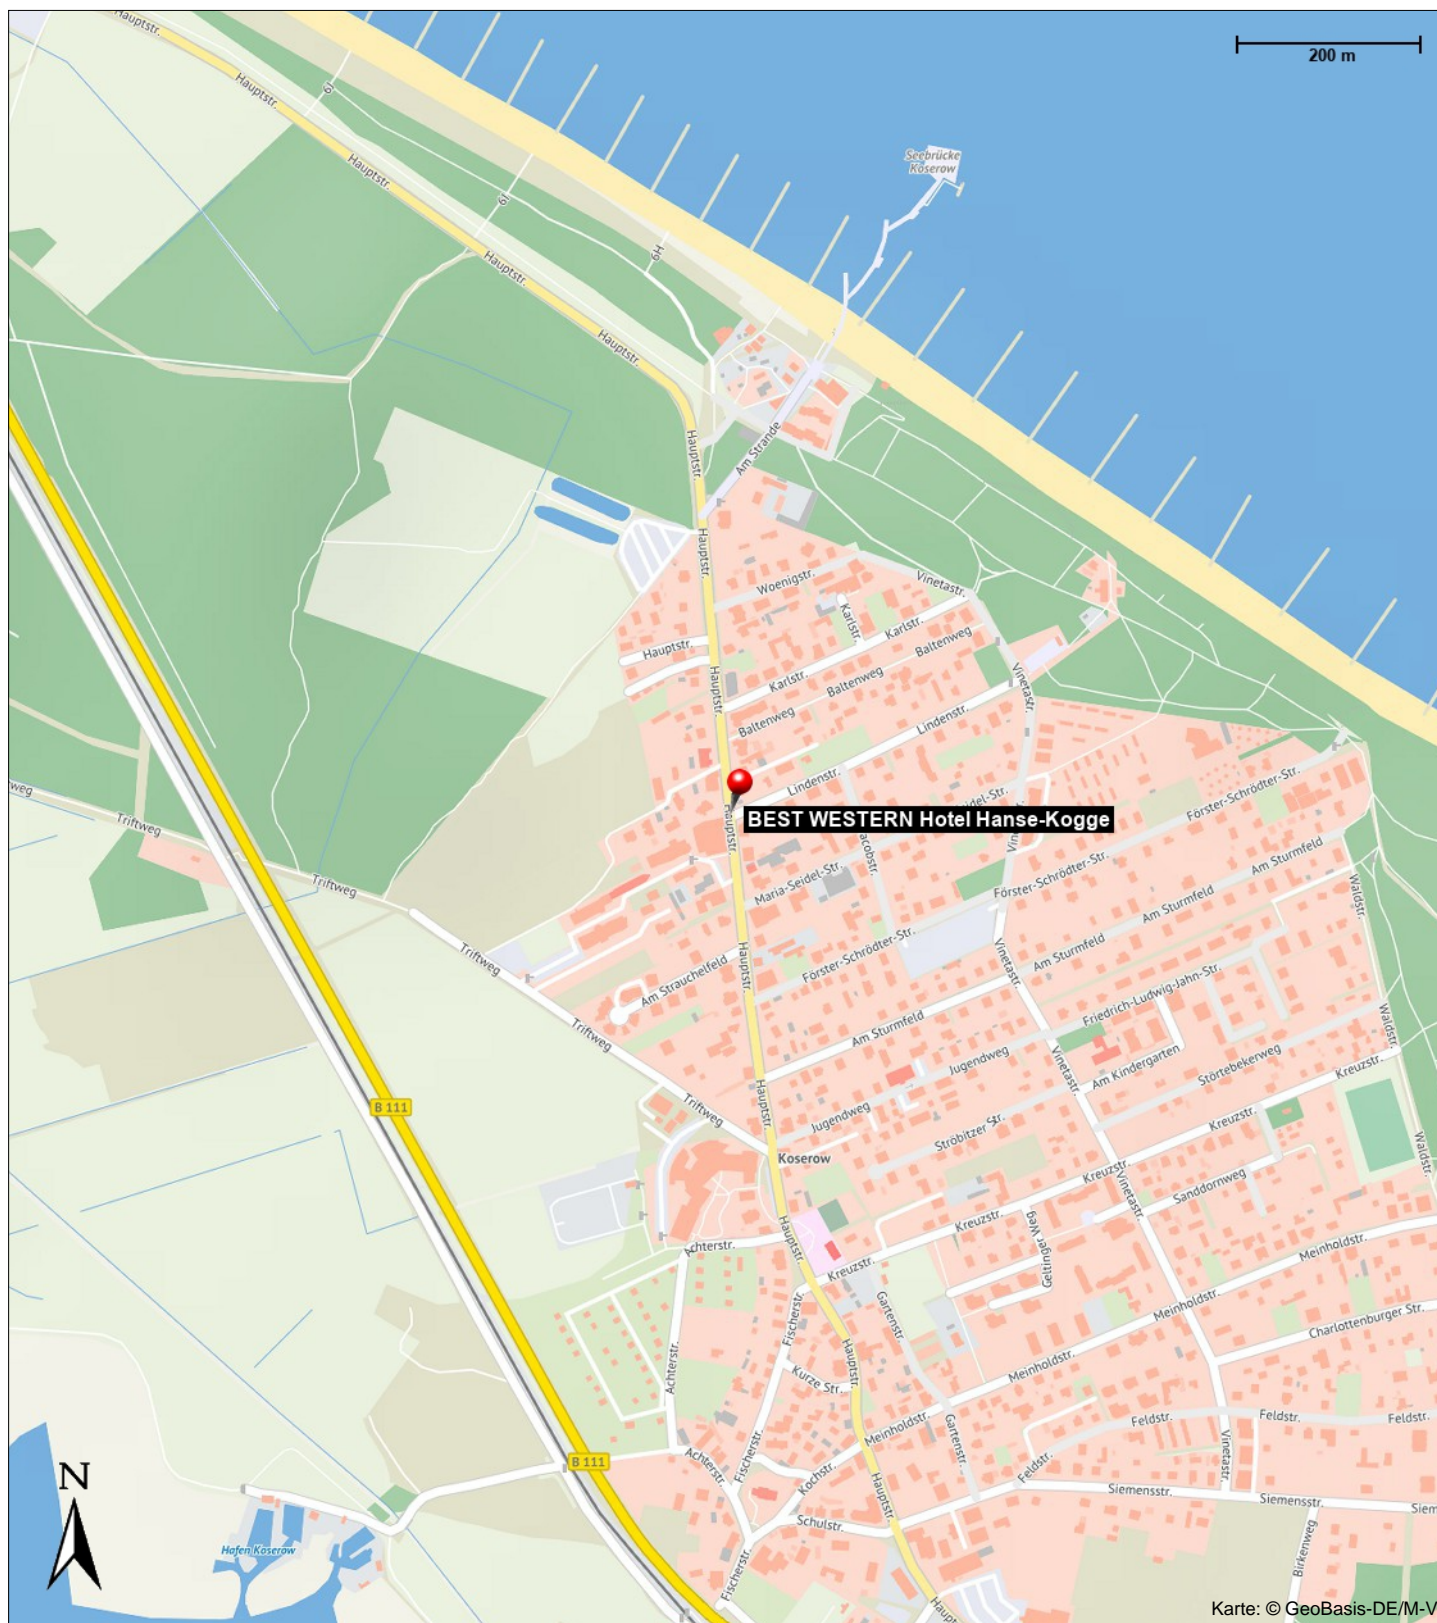 Hauptstr.
200 m
Hauptstr.
6J
Hauptstr.
Seebrücke
Koserow
6I
6H
Hauptstr.
Hauptstr.
Hauptstr.
Am Strande
Hauptstr.
Woenigstr.
Vinetastr.
Karlstr.
Karlstr.
Hauptstr.
Baltenweg
Karlstr.
Baltenweg
Vinetastr.
Hauptstr.
Baltenweg
Lindenstr.
Lindenstr.
Förster-Schrödter-Str.
BEST WESTERN Hotel Hanse-Kogge
Hauptstr.
Triftweg
Maria-Seidel-Str.
Förster-Schrödter-Str.
Am Sturmfeld
Triftweg
Waldstr.
Am Sturmfeld
Förster-Schrödter-Str.
Am Sturmfeld
Triftweg
Hauptstr.
Am Strauchelfeld
Vinetastr.
Friedrich-Ludwig-Jahn-Str.
Am Sturmfeld
Waldstr.
Triftweg
Jugendweg
Vinetastr.
Am Kindergarten
Störtebekerweg
Kreuzstr.
B 111
Hauptstr.
Triftweg
Jugendweg
Ströbitzer Str.
Kreuzstr.
Koserow
Kreuzstr.
Waldstr.
Sanddornweg
Vinetastr.
Kreuzstr.
Geltinger Weg
Achterstr.
Hauptstr.
Kreuzstr.
Meinholdstr.
Meinholdstr.
Gartenstr.
Fischerstr.
Charlottenburger Str.
Hauptstr.
Meinholdstr.
Achterstr.
Kurze Str.
Meinholdstr.
Gartenstr.
Feldstr.
Feldstr.
Feldstr.
Fischerstr.
Vinetastr.
B 111
Achterstr.
Kochstr.
Feldstr.
N
Hauptstr.
Siemensstr.
Siemensstr.
Schulstr.
Hafen Koserow
Birkenweg
Fischerstr.
Karte: © GeoBasis-DE/M-V